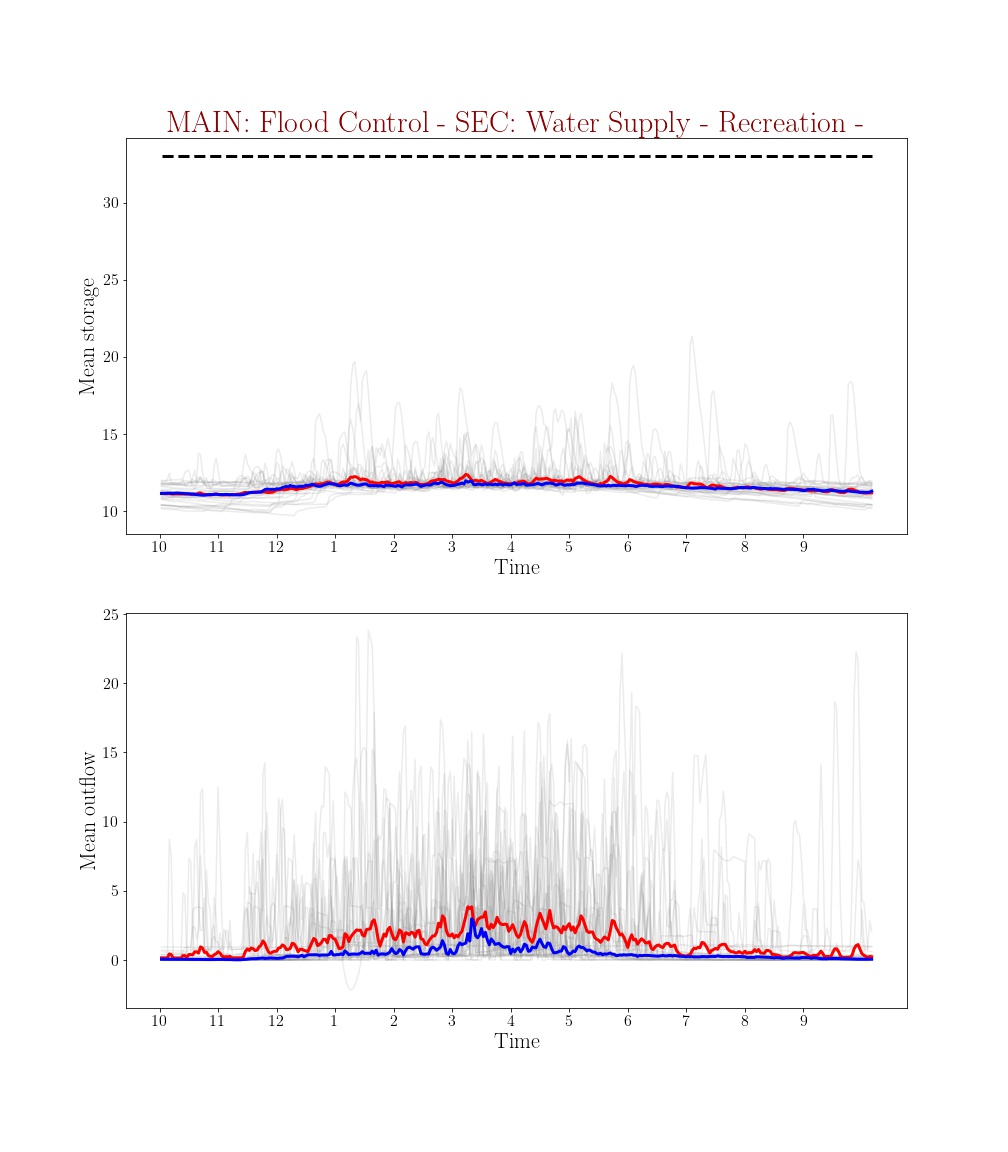 MAIN: Flood Control - SEC: Water Supply - Recreation -
30
25
20
15
10
Mean storage
10 11 12 1 2 3 4 5 6 7 8 9
Time
25
20
15
10
5
0
Mean outflow
10 11 12 1 2 3 4 5 6 7 8 9
Time